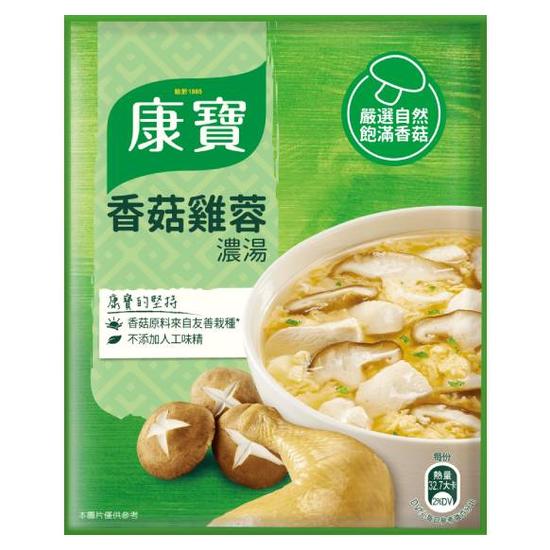 始於1885
康寶
嚴選自然
飽滿香菇
香菇雞蓉
濃湯
康寶的堅持
香菇原料來自友善栽種*
不添加人工味精
每份
熱量
32.7大卡
2%DV
本圖片僅供參考